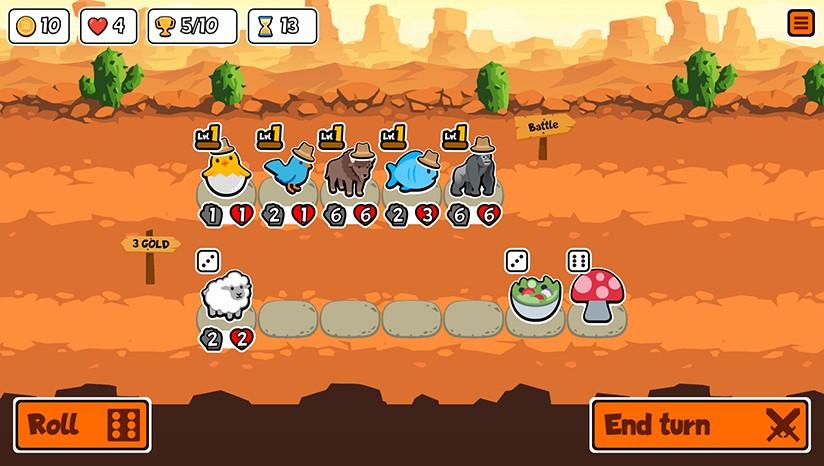 10 4 5/10 13
Lvl 1 Lvl 1 Lvl 1 Lvl 1 Lvl 1
Battle
1 1 2 1 6 6 2 3 6 6
3 GOLD
2 2
Roll End turn